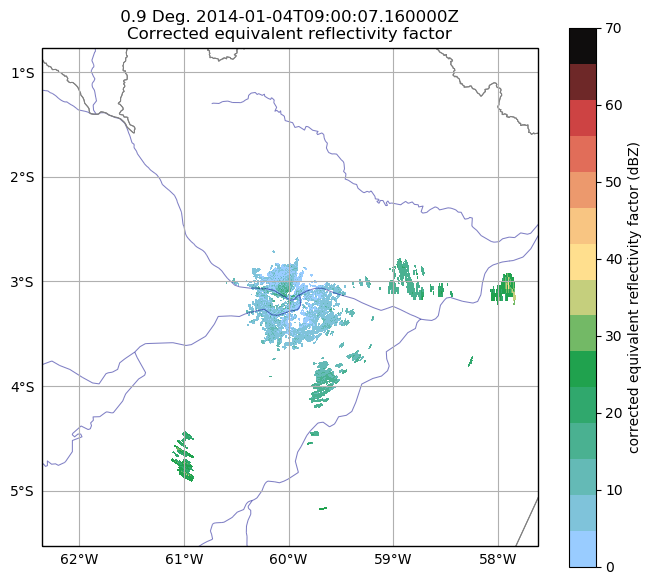 0.9 Deg. 2014-01-04T09:00:07.160000Z
Corrected equivalent reflectivity factor
1°S
2°S
3°S
4°S
5°S
62°W
61°W
60°W
59°W
58°W
70
60
50
40
30
20
10
0
corrected equivalent reflectivity factor (dBZ)